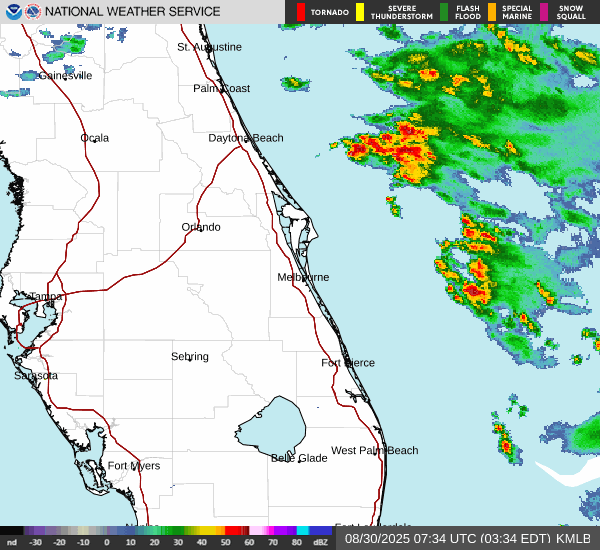 NATIONAL WEATHER SERVICE
TORNADO
SEVERE THUNDERSTORM
FLASH FLOOD
SPECIAL MARINE
SNOW SQUALL
St. Augustine
Gainesville
Palm Coast
Ocala
Daytona Beach
Orlando
Melbourne
Tampa
Sebring
Fort Pierce
Sarasota
West Palm Beach
Belle Glade
Fort Myers
Fort Lauderdale
nd -30 -20 -10 0 10 20 30 40 50 60 70 80 dBZ
08/30/2025 07:34 UTC (03:34 EDT) KMLB